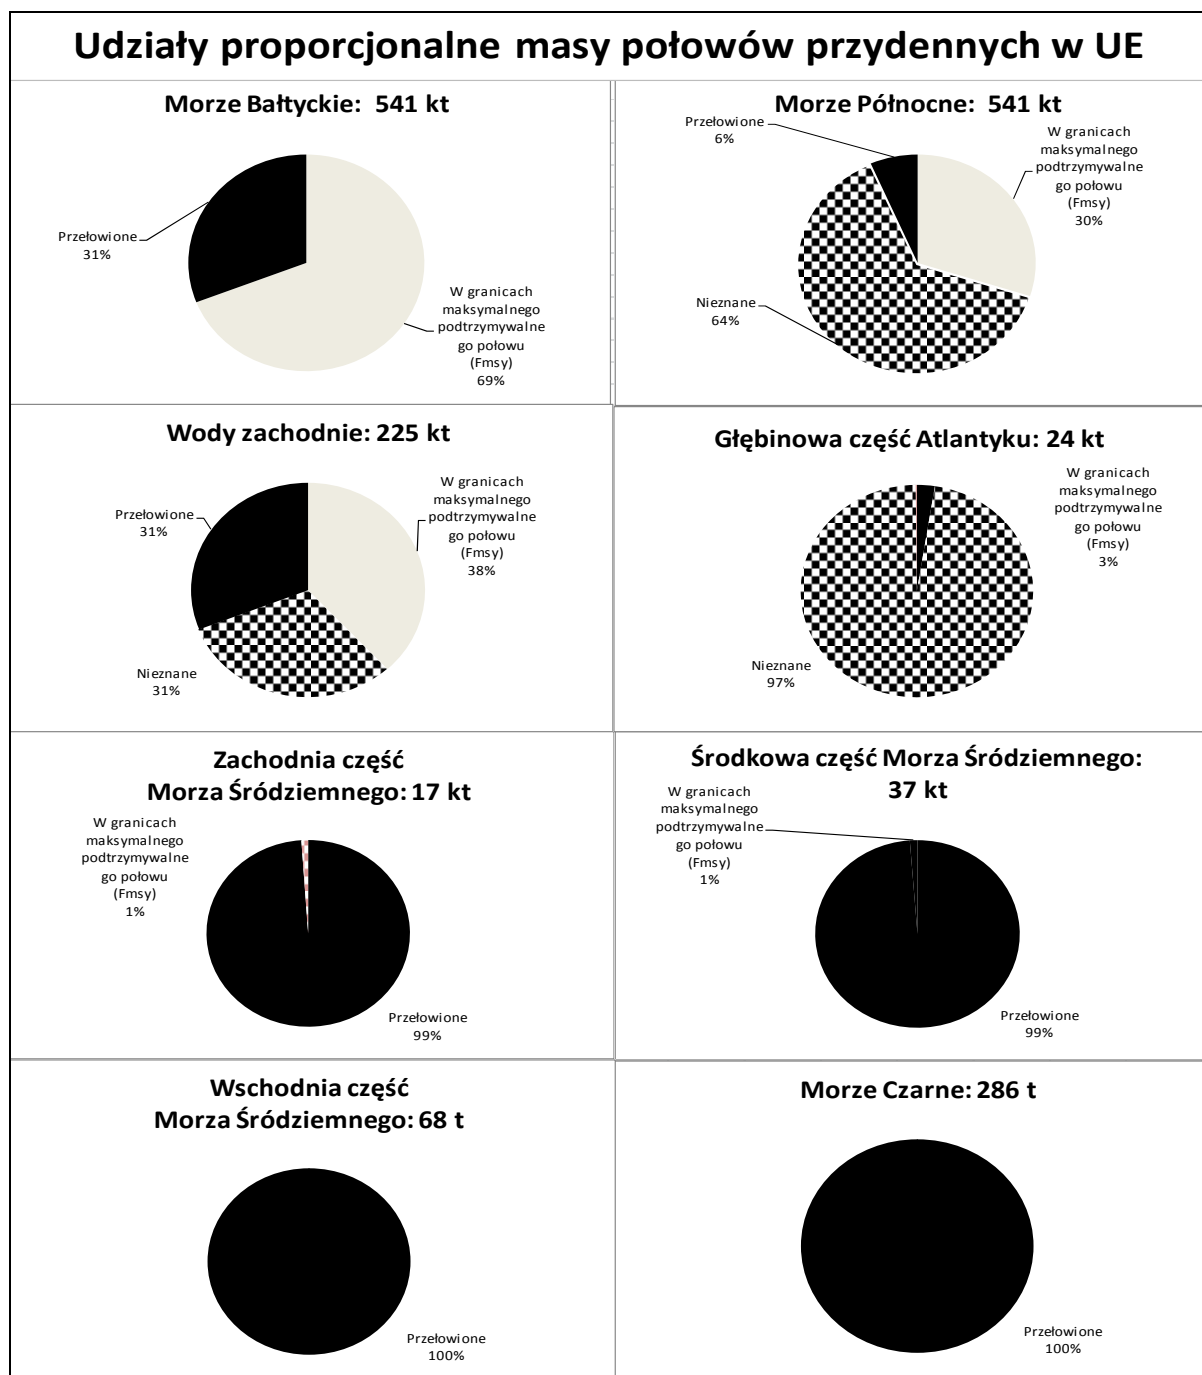 Udziały proporcjonalne masy połowów przydennych w UE
Morze Bałtyckie: 541 kt
Przełowione
31%
W granicach
maksymalnego
podtrzymywalne
go połowu
(Fmsy)
69%
Morze Północne: 541 kt
Przełowione
6%
W granicach
maksymalnego
podtrzymywalne
go połowu
(Fmsy)
30%
Nieznane
64%
Wody zachodnie: 225 kt
Przełowione
31%
W granicach
maksymalnego
podtrzymywalne
go połowu
(Fmsy)
38%
Nieznane
31%
Głębinowa część Atlantyku: 24 kt
W granicach
maksymalnego
podtrzymywalne
go połowu
(Fmsy)
3%
Nieznane
97%
Zachodnia część
Morza Śródziemnego: 17 kt
W granicach
maksymalnego
podtrzymywalne
go połowu
(Fmsy)
1%
Przełowione
99%
Środkowa część Morza Śródziemnego:
37 kt
W granicach
maksymalnego
podtrzymywalne
go połowu
(Fmsy)
1%
Przełowione
99%
Wschodnia część
Morza Śródziemnego: 68 t
Przełowione
100%
Morze Czarne: 286 t
Przełowione
100%